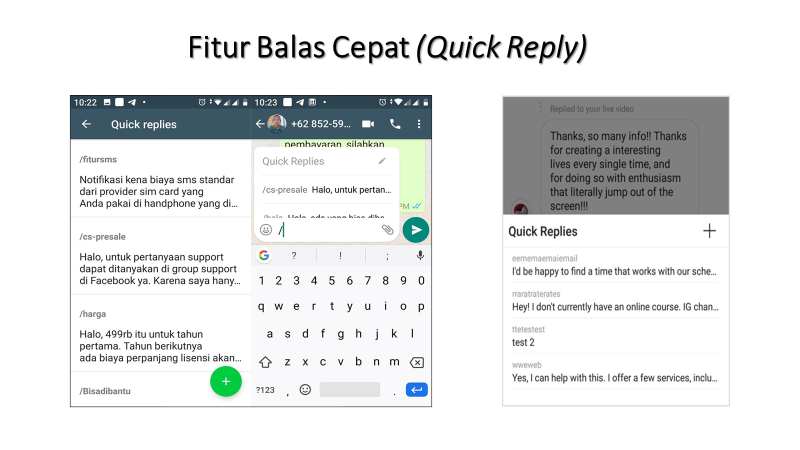 Fitur Balas Cepat (Quick Reply)
10:22
Quick replies
/fitursms
Notifikasi kena biaya sms standar
dari provider sim card yang
Anda pakai di handphone yang di...
/cs-presale
Halo, untuk pertanyaan support
dapat ditanyakan di group support
di Facebook ya. Karena saya hany...
/harga
Halo, 499rb itu untuk tahun
pertama. Tahun berikutnya
ada biaya perpanjang lisensi akan...
/Bisadibantu
10:23
+62 852-59...
pembayaran, silahkan
Quick Replies
/cs-presale Halo, untuk pertan...
/halo Halo, ada yang bisa diba
PM
/
G ? ! ;
1 2 3 4 5 6 7 8 9 0
q w e r t y u i o p
a s d f g h j k l
z x c v b n m
?123 , .
Replied to your live video
Thanks, so many info!! Thanks
for creating a interesting
lives every single time, and
for doing so with enthusiasm
that literally jump out of the
screen!!!
Quick Replies
eememaemaiemail
I'd be happy to find a time that works with our sche...
rraratraterates
Hey! I don't currently have an online course. IG chan...
ttetestest
test 2
wweweb
Yes, I can help with this. I offer a few services, inclu...